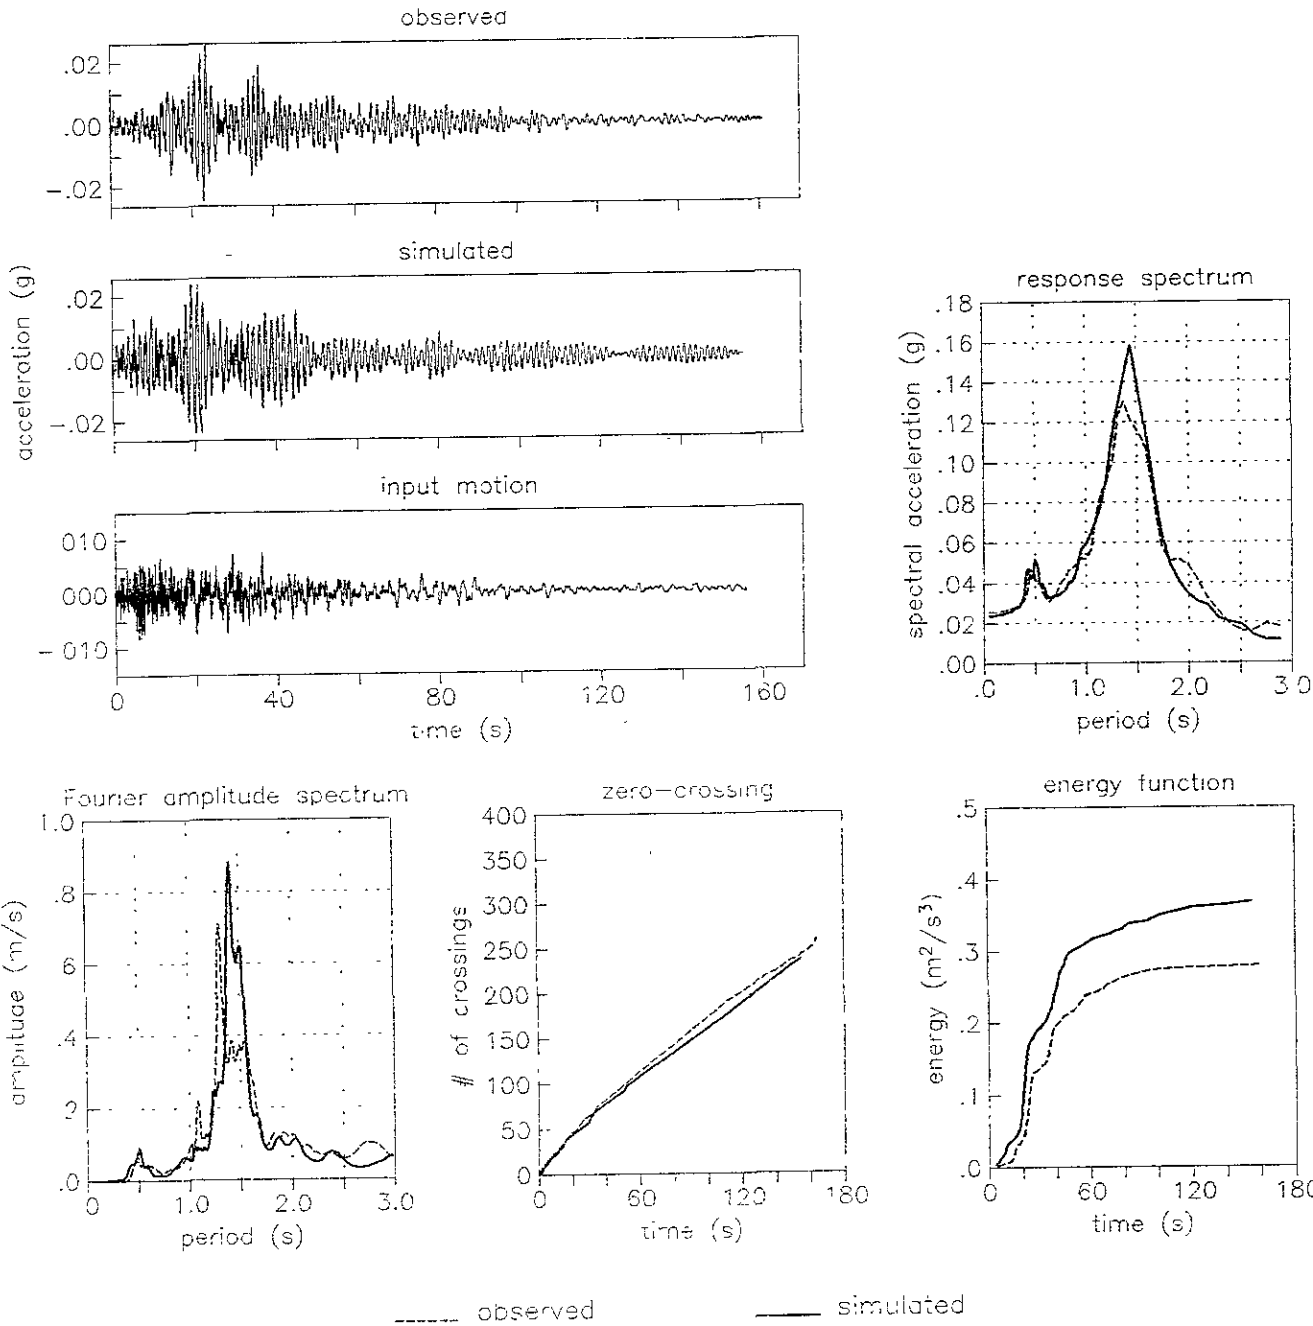 observed
.02
.00
-.02
simulated
.02
.00
-.02
acceleration (g)
input motion
010
000
-010
0 40 80 120 160
time (s)
response spectrum
.18
.16
.14
.12
.10
.08
.06
.04
.02
.00
.0 1.0 2.0 3.0
spectral acceleration (g)
period (s)
Fourier amplitude spectrum
1.0
.8
6
.4
.2
.0
0 1.0 2.0 3.0
amplitude (m/s)
period (s)
zero-crossing
400
350
300
250
200
150
100
50
0
0 60 120 180
# of crossings
time (s)
energy function
.5
.4
.3
.2
.1
.0
0 60 120 180
energy (m²/s³)
time (s)
observed
simulated